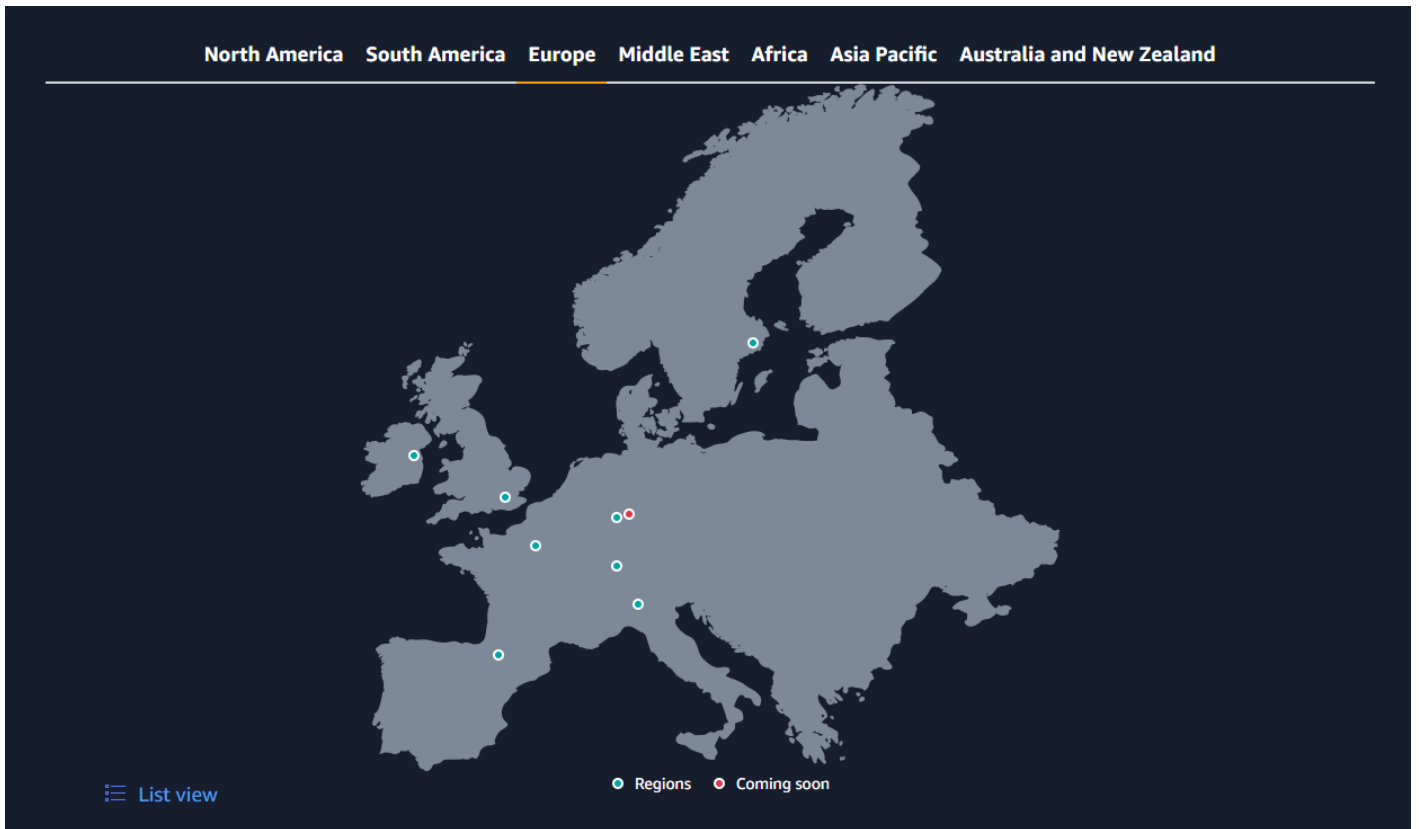 North America South America Europe Middle East Africa Asia Pacific Australia and New Zealand
Regions Coming soon
List view